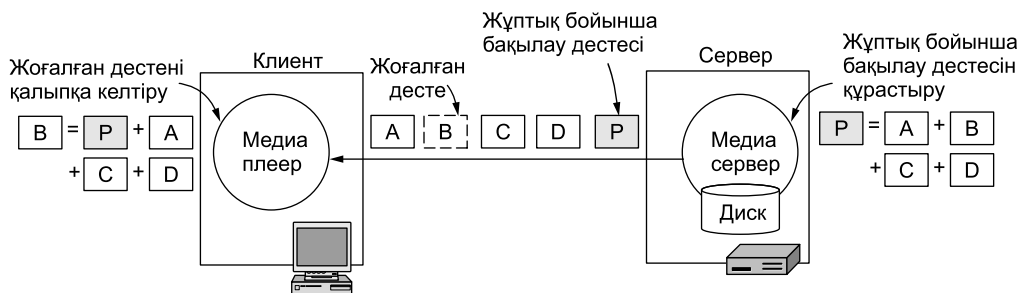 Жоғалған дестені
қалыпқа келтіру
B = P + A
+ C + D
Клиент
Медиа
плеер
Жоғалған
десте
Жұптық бойынша
бақылау дестесі
A B C D P
Сервер
Медиа
сервер
Диск
Жұптық бойынша
бақылау дестесін
құрастыру
P = A + B
+ C + D